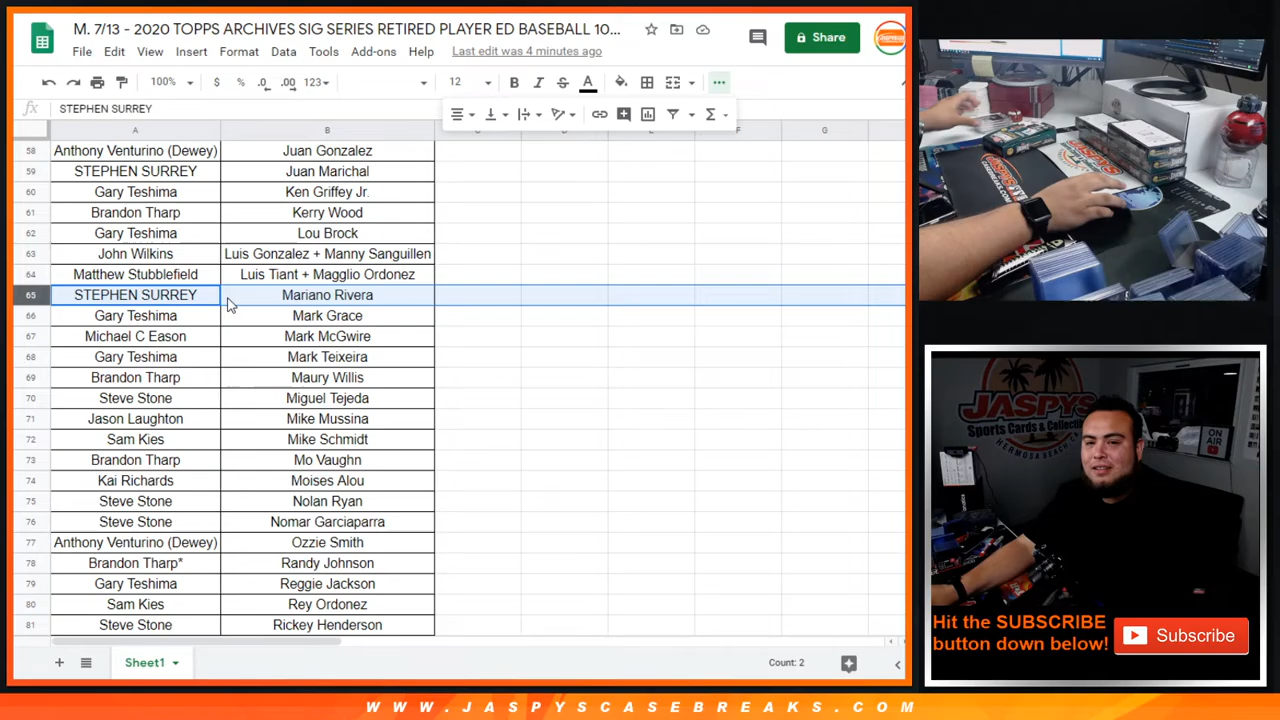 M. 7/13 - 2020 TOPPS ARCHIVES SIG SERIES RETIRED PLAYER ED BASEBALL 10...
File Edit View Insert Format Data Tools Add-ons Help Last edit was 4 minutes ago
Share
100% $ % .0 .00 123 12 B I S A
fx STEPHEN SURREY
A B C D E F G
58 Anthony Venturino (Dewey) Juan Gonzalez
59 STEPHEN SURREY Juan Marichal
60 Gary Teshima Ken Griffey Jr.
61 Brandon Tharp Kerry Wood
62 Gary Teshima Lou Brock
63 John Wilkins Luis Gonzalez + Manny Sanguillen
64 Matthew Stubblefield Luis Tiant + Magglio Ordonez
65 STEPHEN SURREY Mariano Rivera
66 Gary Teshima Mark Grace
67 Michael C Eason Mark McGwire
68 Gary Teshima Mark Teixeira
69 Brandon Tharp Maury Willis
70 Steve Stone Miguel Tejeda
71 Jason Laughton Mike Mussina
72 Sam Kies Mike Schmidt
73 Brandon Tharp Mo Vaughn
74 Kai Richards Moises Alou
75 Steve Stone Nolan Ryan
76 Steve Stone Nomar Garciaparra
77 Anthony Venturino (Dewey) Ozzie Smith
78 Brandon Tharp* Randy Johnson
79 Gary Teshima Reggie Jackson
80 Sam Kies Rey Ordonez
81 Steve Stone Rickey Henderson
Sheet1
Count: 2
JASPYS
Sports Cards & Collectib
HERMOSA BEACH CA
ON AIR
Hit the SUBSCRIBE
button down below!
Subscribe
WWW.JASPYSCASEBREAKS.COM